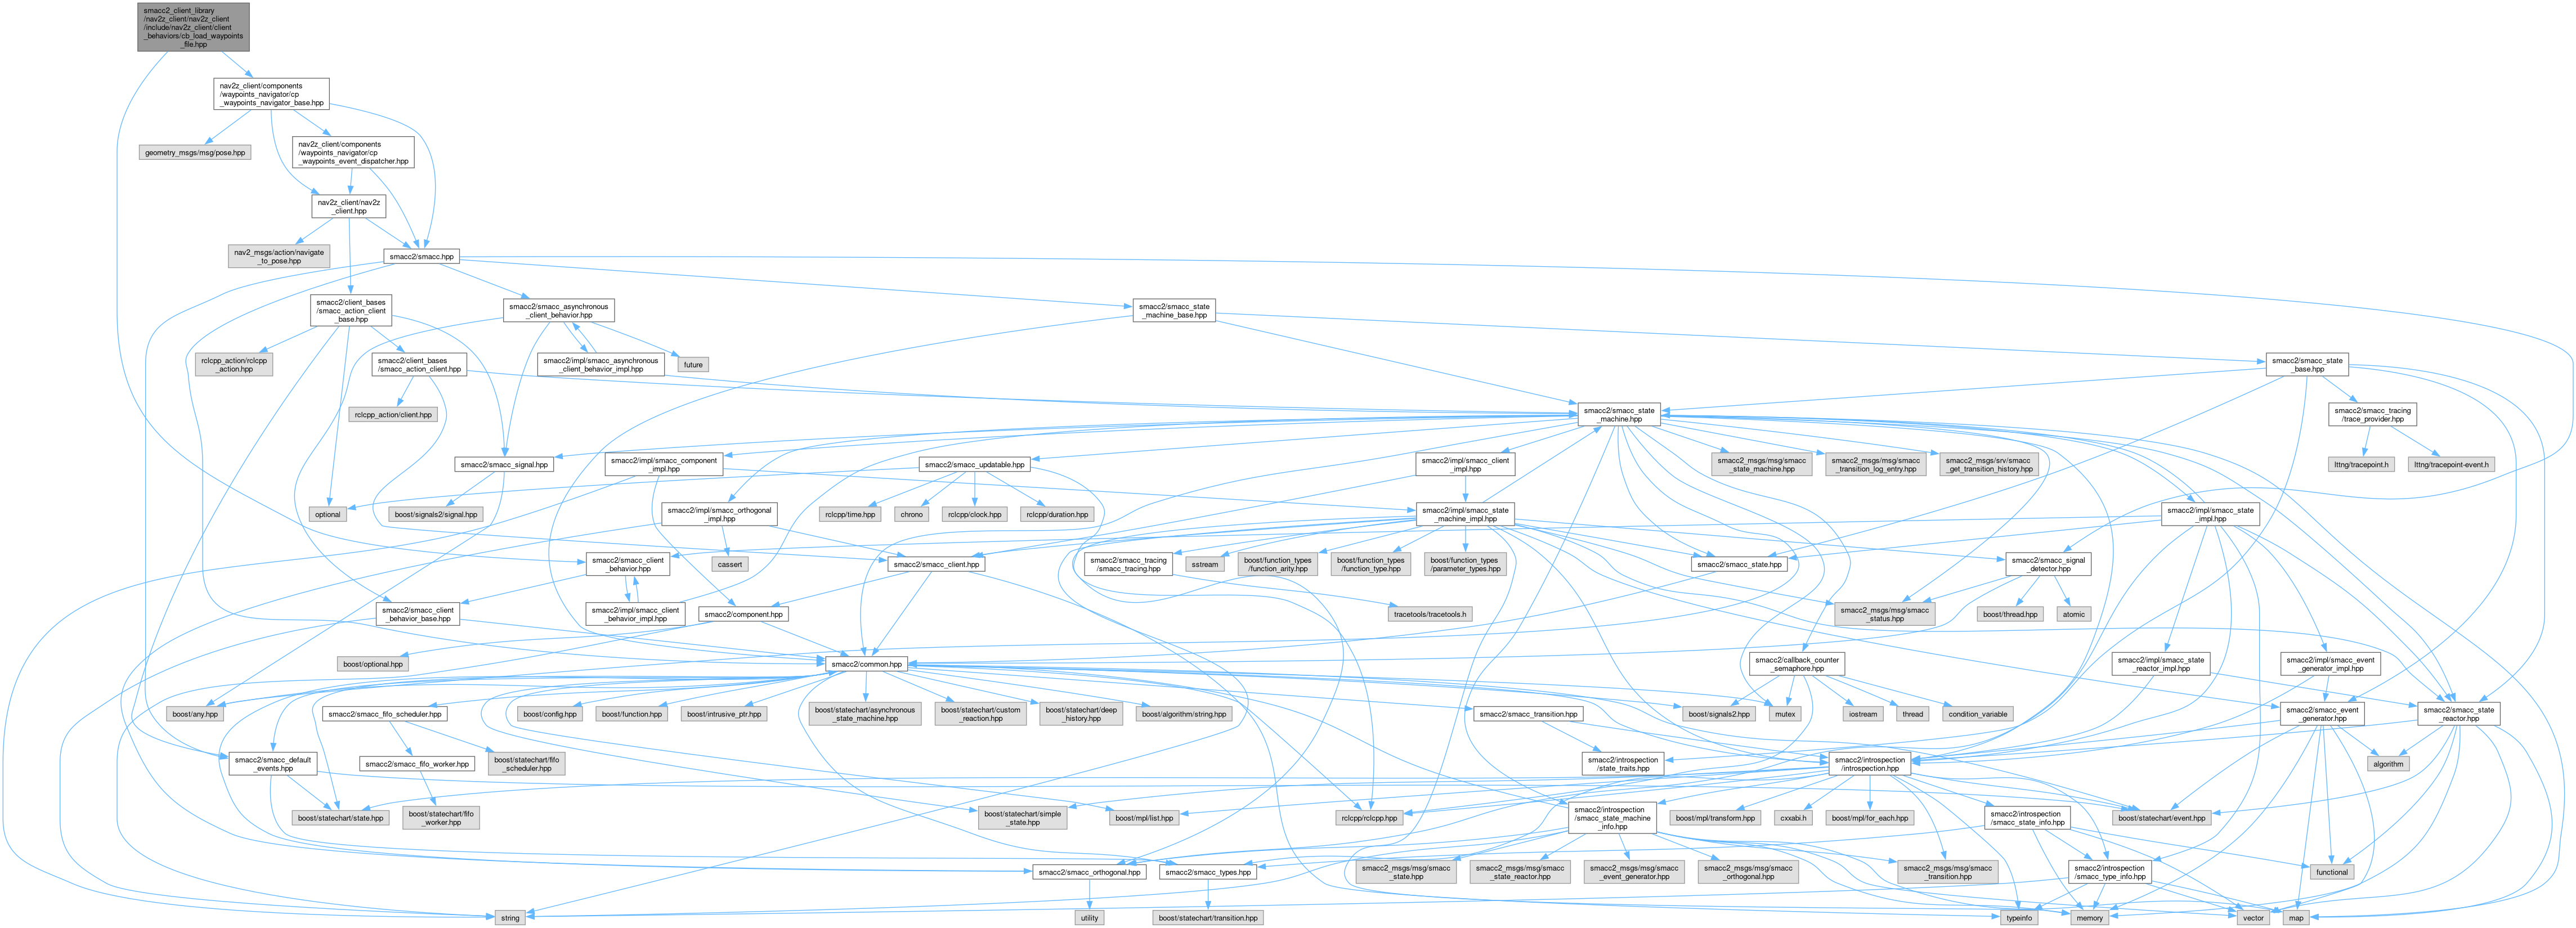 smacc2_client_library
/nav2z_client/nav2z_client
/include/nav2z_client/client
_behaviors/cb_load_waypoints
_file.hpp
nav2z_client/components
/waypoints_navigator/cp
_waypoints_navigator_base.hpp
geometry_msgs/msg/pose.hpp
nav2z_client/components
/waypoints_navigator/cp
_waypoints_event_dispatcher.hpp
nav2z_client/nav2z
_client.hpp
nav2_msgs/action/navigate
_to_pose.hpp
smacc2/smacc.hpp
smacc2/client_bases
/smacc_action_client
_base.hpp
smacc2/smacc_asynchronous
_client_behavior.hpp
smacc2/smacc_state
_machine_base.hpp
rclcpp_action/rclcpp
_action.hpp
smacc2/client_bases
/smacc_action_client.hpp
smacc2/impl/smacc_asynchronous
_client_behavior_impl.hpp
future
smacc2/smacc_state
_base.hpp
rclcpp_action/client.hpp
smacc2/smacc_state
_machine.hpp
smacc2/smacc_tracing
/trace_provider.hpp
smacc2/smacc_signal.hpp
smacc2/impl/smacc_component
_impl.hpp
smacc2/smacc_updatable.hpp
smacc2/impl/smacc_client
_impl.hpp
smacc2_msgs/msg/smacc
_state_machine.hpp
smacc2_msgs/msg/smacc
_transition_log_entry.hpp
smacc2_msgs/srv/smacc
_get_transition_history.hpp
lttng/tracepoint.h
lttng/tracepoint-event.h
optional
boost/signals2/signal.hpp
smacc2/impl/smacc_orthogonal
_impl.hpp
rclcpp/time.hpp
chrono
rclcpp/clock.hpp
rclcpp/duration.hpp
smacc2/impl/smacc_state
_machine_impl.hpp
smacc2/impl/smacc_state
_impl.hpp
smacc2/smacc_client
_behavior.hpp
cassert
smacc2/smacc_client.hpp
smacc2/smacc_tracing
/smacc_tracing.hpp
sstream
boost/function_types
/function_arity.hpp
boost/function_types
/function_type.hpp
boost/function_types
/parameter_types.hpp
smacc2/smacc_state.hpp
smacc2/smacc_signal
_detector.hpp
smacc2/smacc_client
_behavior_base.hpp
smacc2/impl/smacc_client
_behavior_impl.hpp
smacc2/component.hpp
tracetools/tracetools.h
smacc2_msgs/msg/smacc
_status.hpp
boost/thread.hpp
atomic
boost/optional.hpp
smacc2/common.hpp
smacc2/callback_counter
_semaphore.hpp
smacc2/impl/smacc_state
_reactor_impl.hpp
smacc2/impl/smacc_event
_generator_impl.hpp
boost/any.hpp
smacc2/smacc_fifo_scheduler.hpp
boost/config.hpp
boost/function.hpp
boost/intrusive_ptr.hpp
boost/statechart/asynchronous
_state_machine.hpp
boost/statechart/custom
_reaction.hpp
boost/statechart/deep
_history.hpp
boost/algorithm/string.hpp
smacc2/smacc_transition.hpp
boost/signals2.hpp
mutex
iostream
thread
condition_variable
smacc2/smacc_event
_generator.hpp
smacc2/smacc_state
_reactor.hpp
smacc2/smacc_default
_events.hpp
smacc2/smacc_fifo_worker.hpp
boost/statechart/fifo
_scheduler.hpp
smacc2/introspection
/state_traits.hpp
smacc2/introspection
/introspection.hpp
algorithm
boost/statechart/state.hpp
boost/statechart/fifo
_worker.hpp
boost/statechart/simple
_state.hpp
boost/mpl/list.hpp
rclcpp/rclcpp.hpp
smacc2/introspection
/smacc_state_machine
_info.hpp
boost/mpl/transform.hpp
cxxabi.h
boost/mpl/for_each.hpp
smacc2/introspection
/smacc_state_info.hpp
boost/statechart/event.hpp
smacc2/smacc_orthogonal.hpp
smacc2/smacc_types.hpp
smacc2_msgs/msg/smacc
_state.hpp
smacc2_msgs/msg/smacc
_state_reactor.hpp
smacc2_msgs/msg/smacc
_event_generator.hpp
smacc2_msgs/msg/smacc
_orthogonal.hpp
smacc2_msgs/msg/smacc
_transition.hpp
smacc2/introspection
/smacc_type_info.hpp
functional
string
utility
boost/statechart/transition.hpp
typeinfo
memory
vector
map